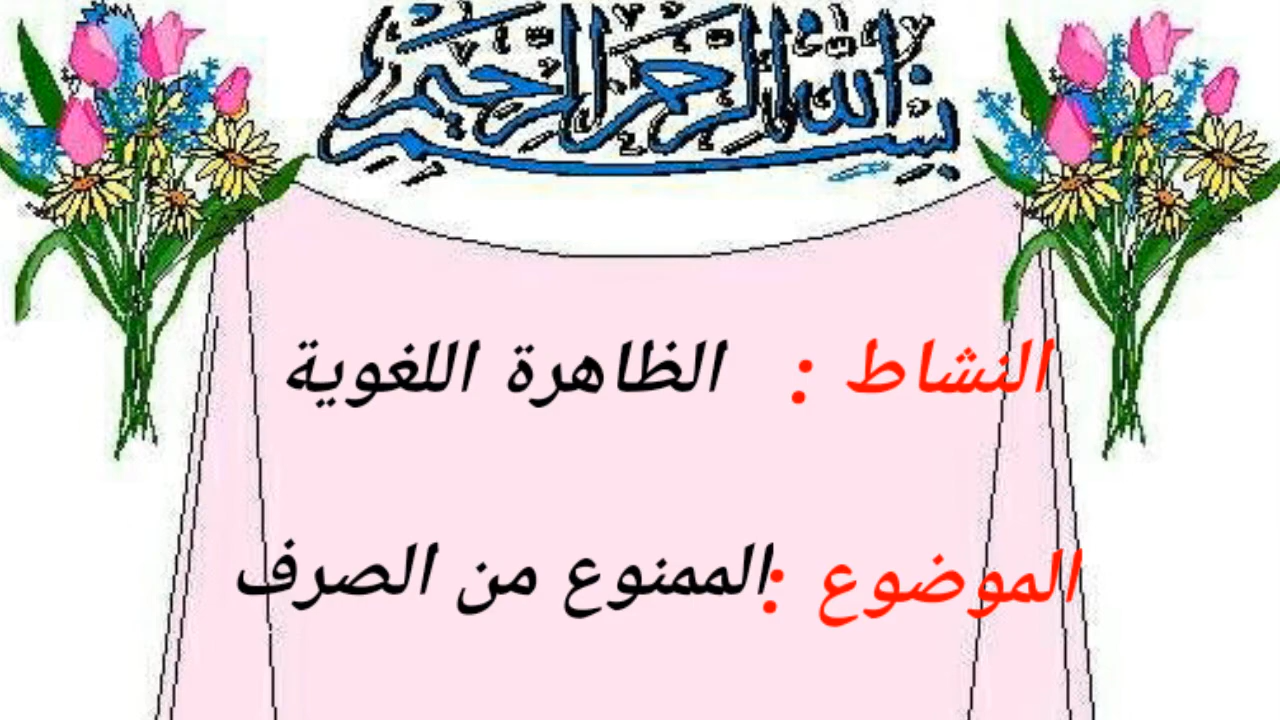 بسم الله الرحمن الرحيم
النشاط : الظاهرة اللغوية
الموضوع : الممنوع من الصرف